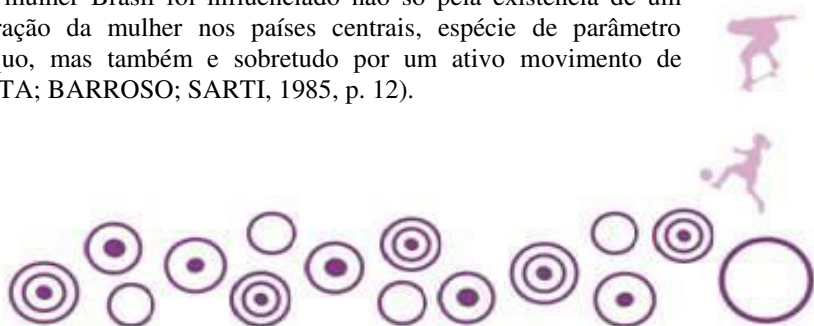 mulher Brasil foi influenciado não só pela existência de um
ração da mulher nos países centrais, espécie de parâmetro
quo, mas também e sobretudo por um ativo movimento de
TA; BARROSO; SARTI, 1985, p. 12).